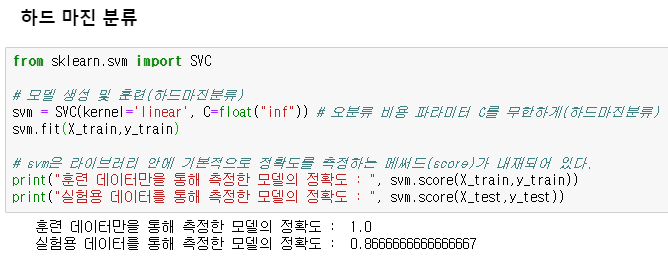 하드 마진 분류
from sklearn.svm import SVC
# 모델 생성 및 훈련(하드마진분류)
svm = SVC(kernel='linear', C=float("inf")) # 오분류 비용 파라미터 C를 무한하게(하드마진분류)
svm.fit(X_train,y_train)
# svm은 라이브러리 안에 기본적으로 정확도를 측정하는 메써드(score)가 내재되어 있다.
print("훈련 데이터만을 통해 측정한 모델의 정확도 : ", svm.score(X_train,y_train))
print("실험용 데이터를 통해 측정한 모델의 정확도 : ", svm.score(X_test,y_test))
훈련 데이터만을 통해 측정한 모델의 정확도 :  1.0
실험용 데이터를 통해 측정한 모델의 정확도 :  0.8666666666666667